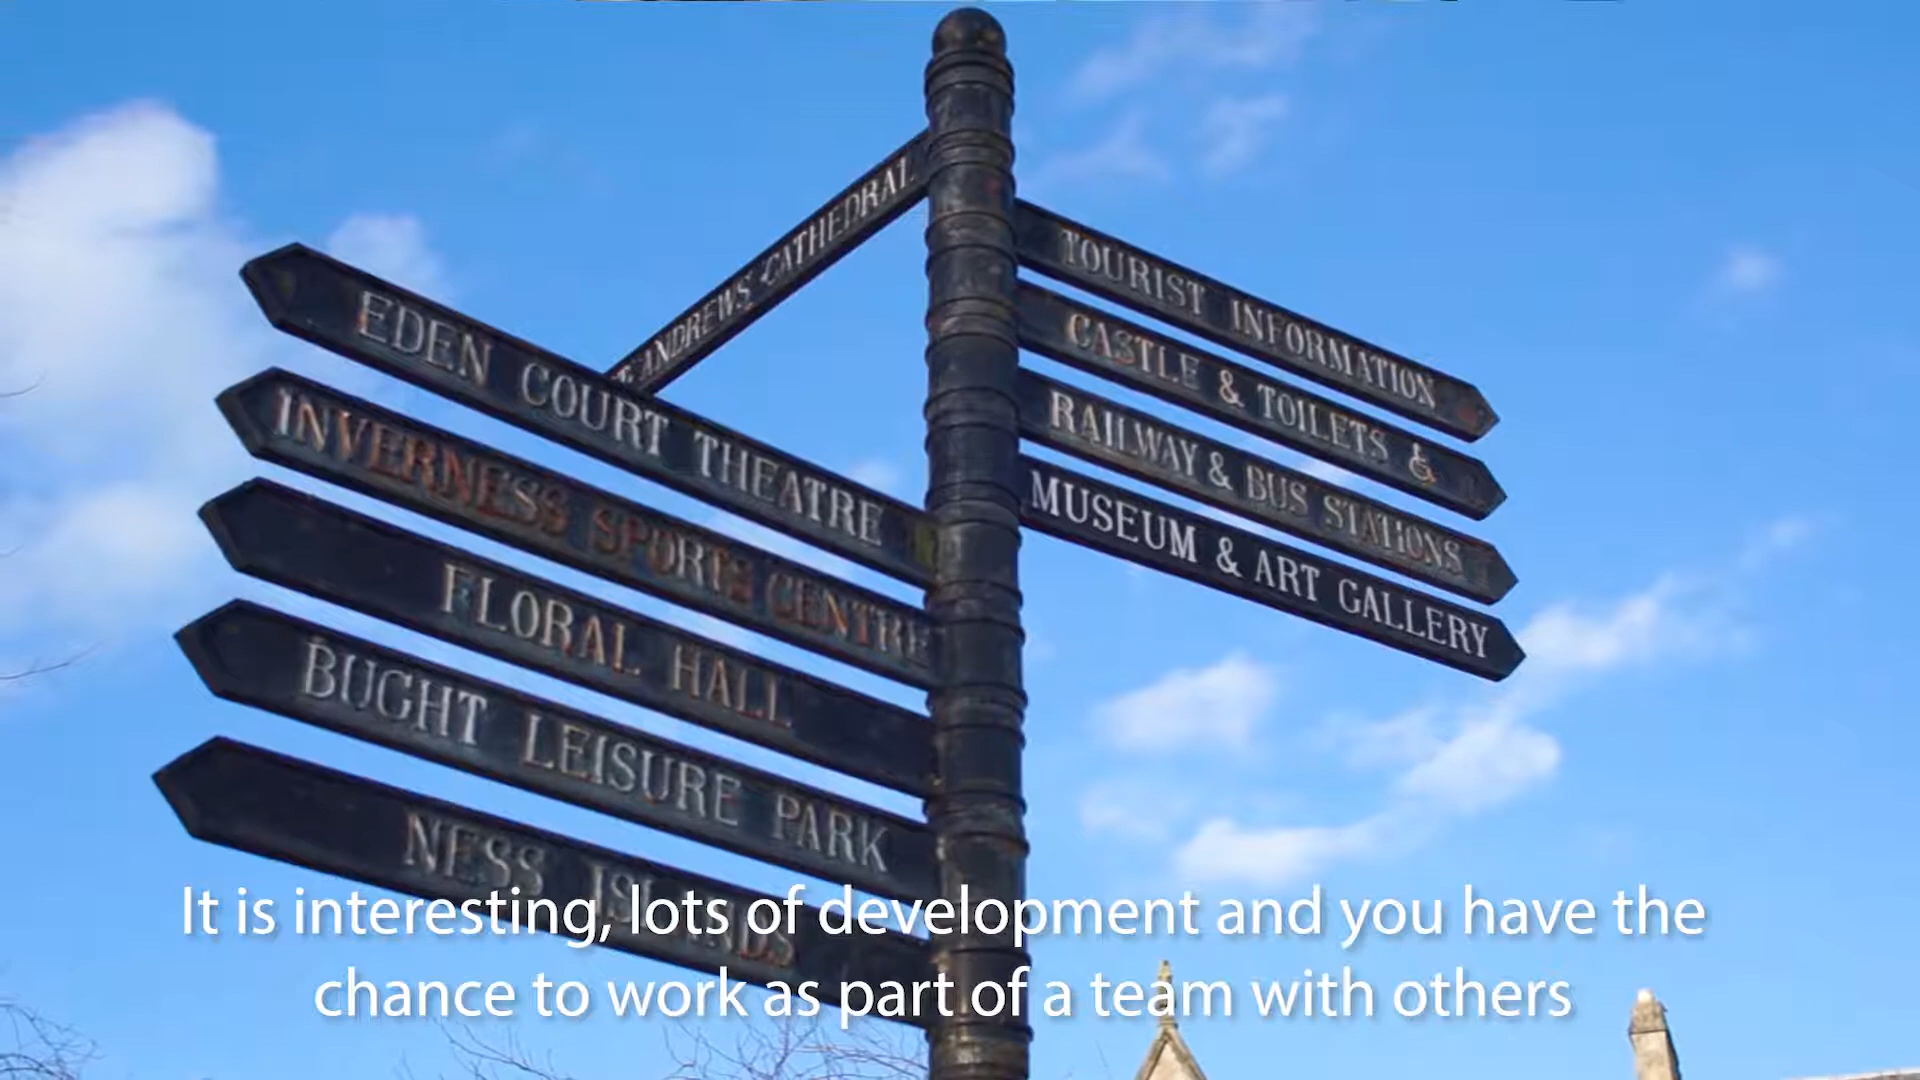 ANDREWS CATHEDRAL
EDEN COURT THEATRE
INVERNESS SPORTS CENTRE
FLORAL HALL
BUGHT LEISURE PARK
NESS ISLANDS
TOURIST INFORMATION
CASTLE & TOILETS &
RAILWAY & BUS STATIONS
MUSEUM & ART GALLERY
It is interesting, lots of development and you have the
chance to work as part of a team with others